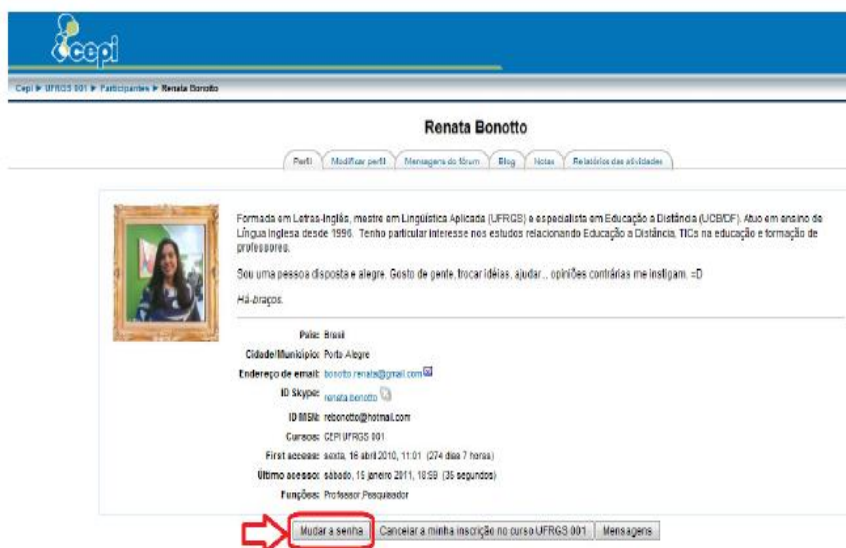 cepi
Cepi ► UFRGS 001 ► Participantes ► Renata Bonotto
Renata Bonotto
Perfil Modificar perfil Mensagens do fórum Blog Notas Relatórios das atividades
Formada em Letras-Inglês, mestre em Lingüística Aplicada (UFRGS) e especialista em Educação a Distância (UCB/DF). Atuo em ensino de
Língua Inglesa desde 1996. Tenho particular interesse nos estudos relacionando Educação a Distância, TICs na educação e formação de
professores.
Sou uma pessoa disposta e alegre. Gosto de gente, trocar idéias, ajudar... opiniões contrárias me instigam. =D
Há-braços.
País: Brasil
Cidade/Município: Porto Alegre
Endereço de email: bonotto.renata@gmail.com
ID Skype: renata.bonotto
ID MSN: rebonotto@hotmail.com
Cursos: CEPI UFRGS 001
First access: sexta, 16 abril 2010, 11:01 (274 dias 7 horas)
Último acesso: sábado, 15 janeiro 2011, 18:59 (35 segundos)
Funções: Professor,Pesquisador
Mudar a senha Cancelar a minha inscrição no curso UFRGS 001 Mensagens